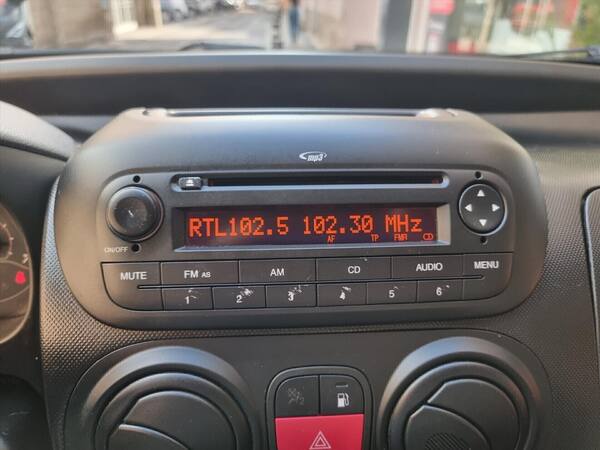 mp3
RTL102.5 102.30 MHz
AF TP FMA CD
ON/OFF
MUTE FM AS AM CD AUDIO MENU
1 2 3 4 5 6